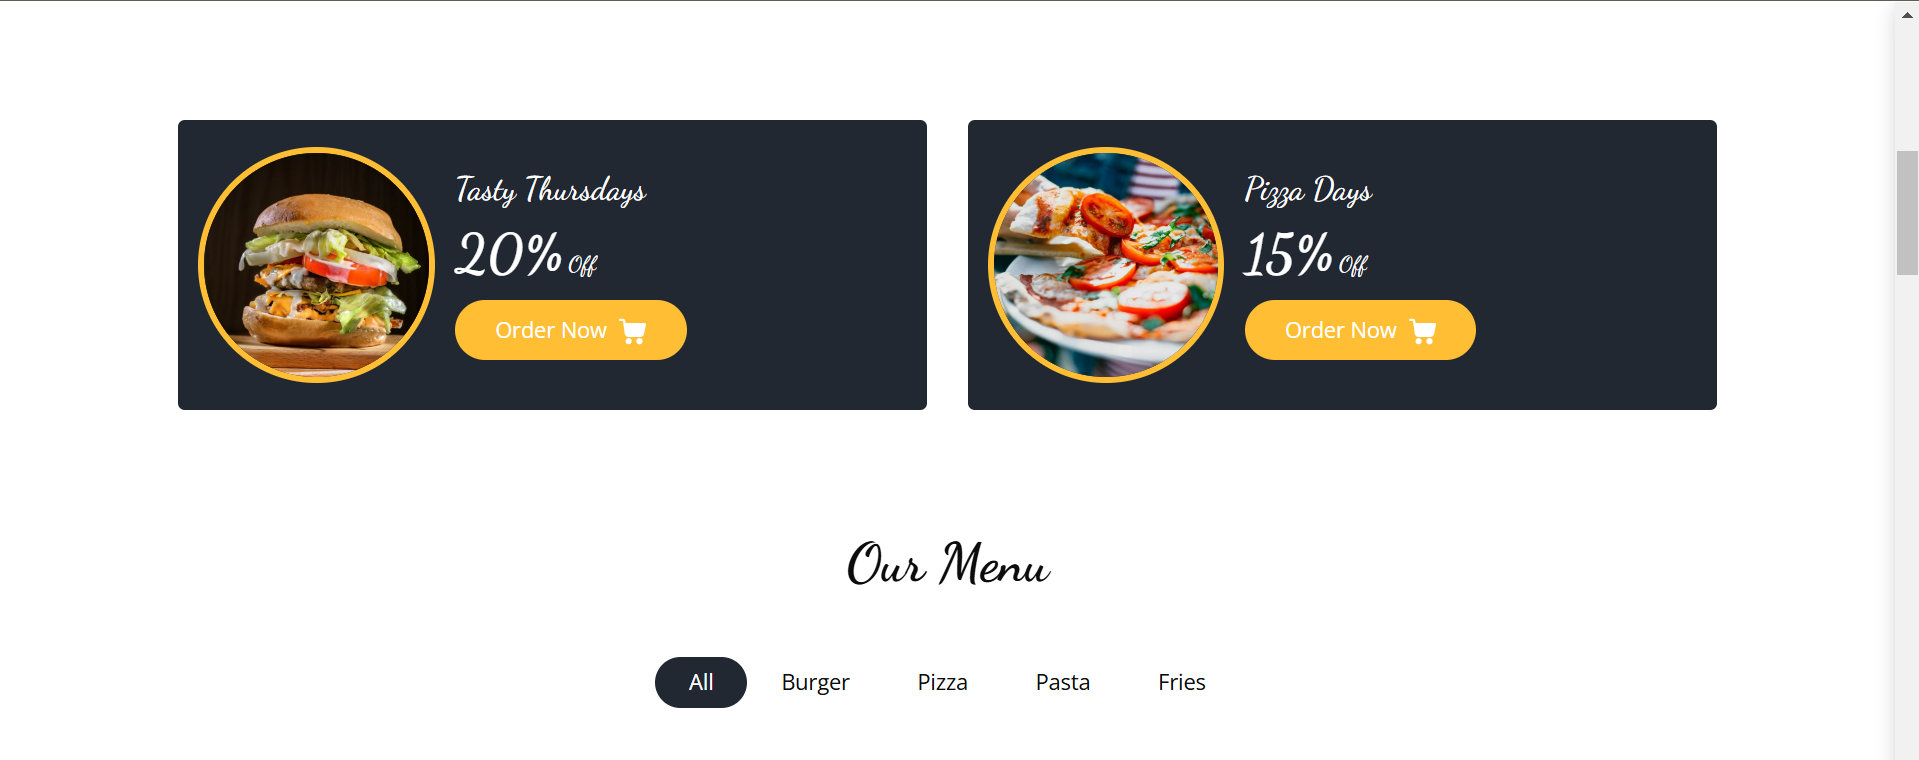 Tasty Thursdays
20% Off
Order Now
Pizza Days
15% Off
Order Now
Our Menu
All Burger Pizza Pasta Fries